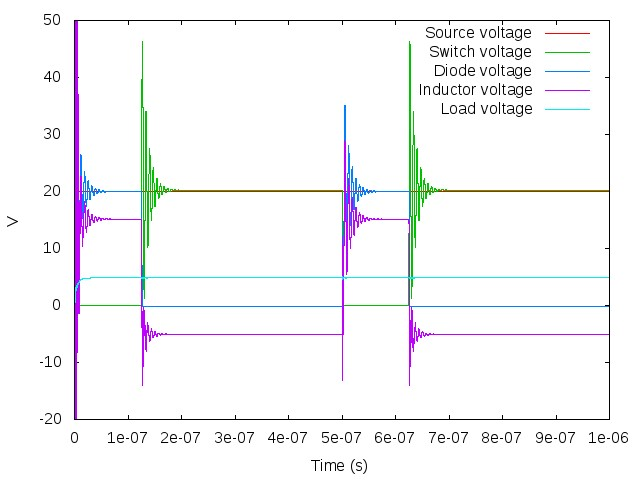 50
40
30
20
10
0
-10
-20
V
Source voltage
Switch voltage
Diode voltage
Inductor voltage
Load voltage
0 1e-07 2e-07 3e-07 4e-07 5e-07 6e-07 7e-07 8e-07 9e-07 1e-06
Time (s)